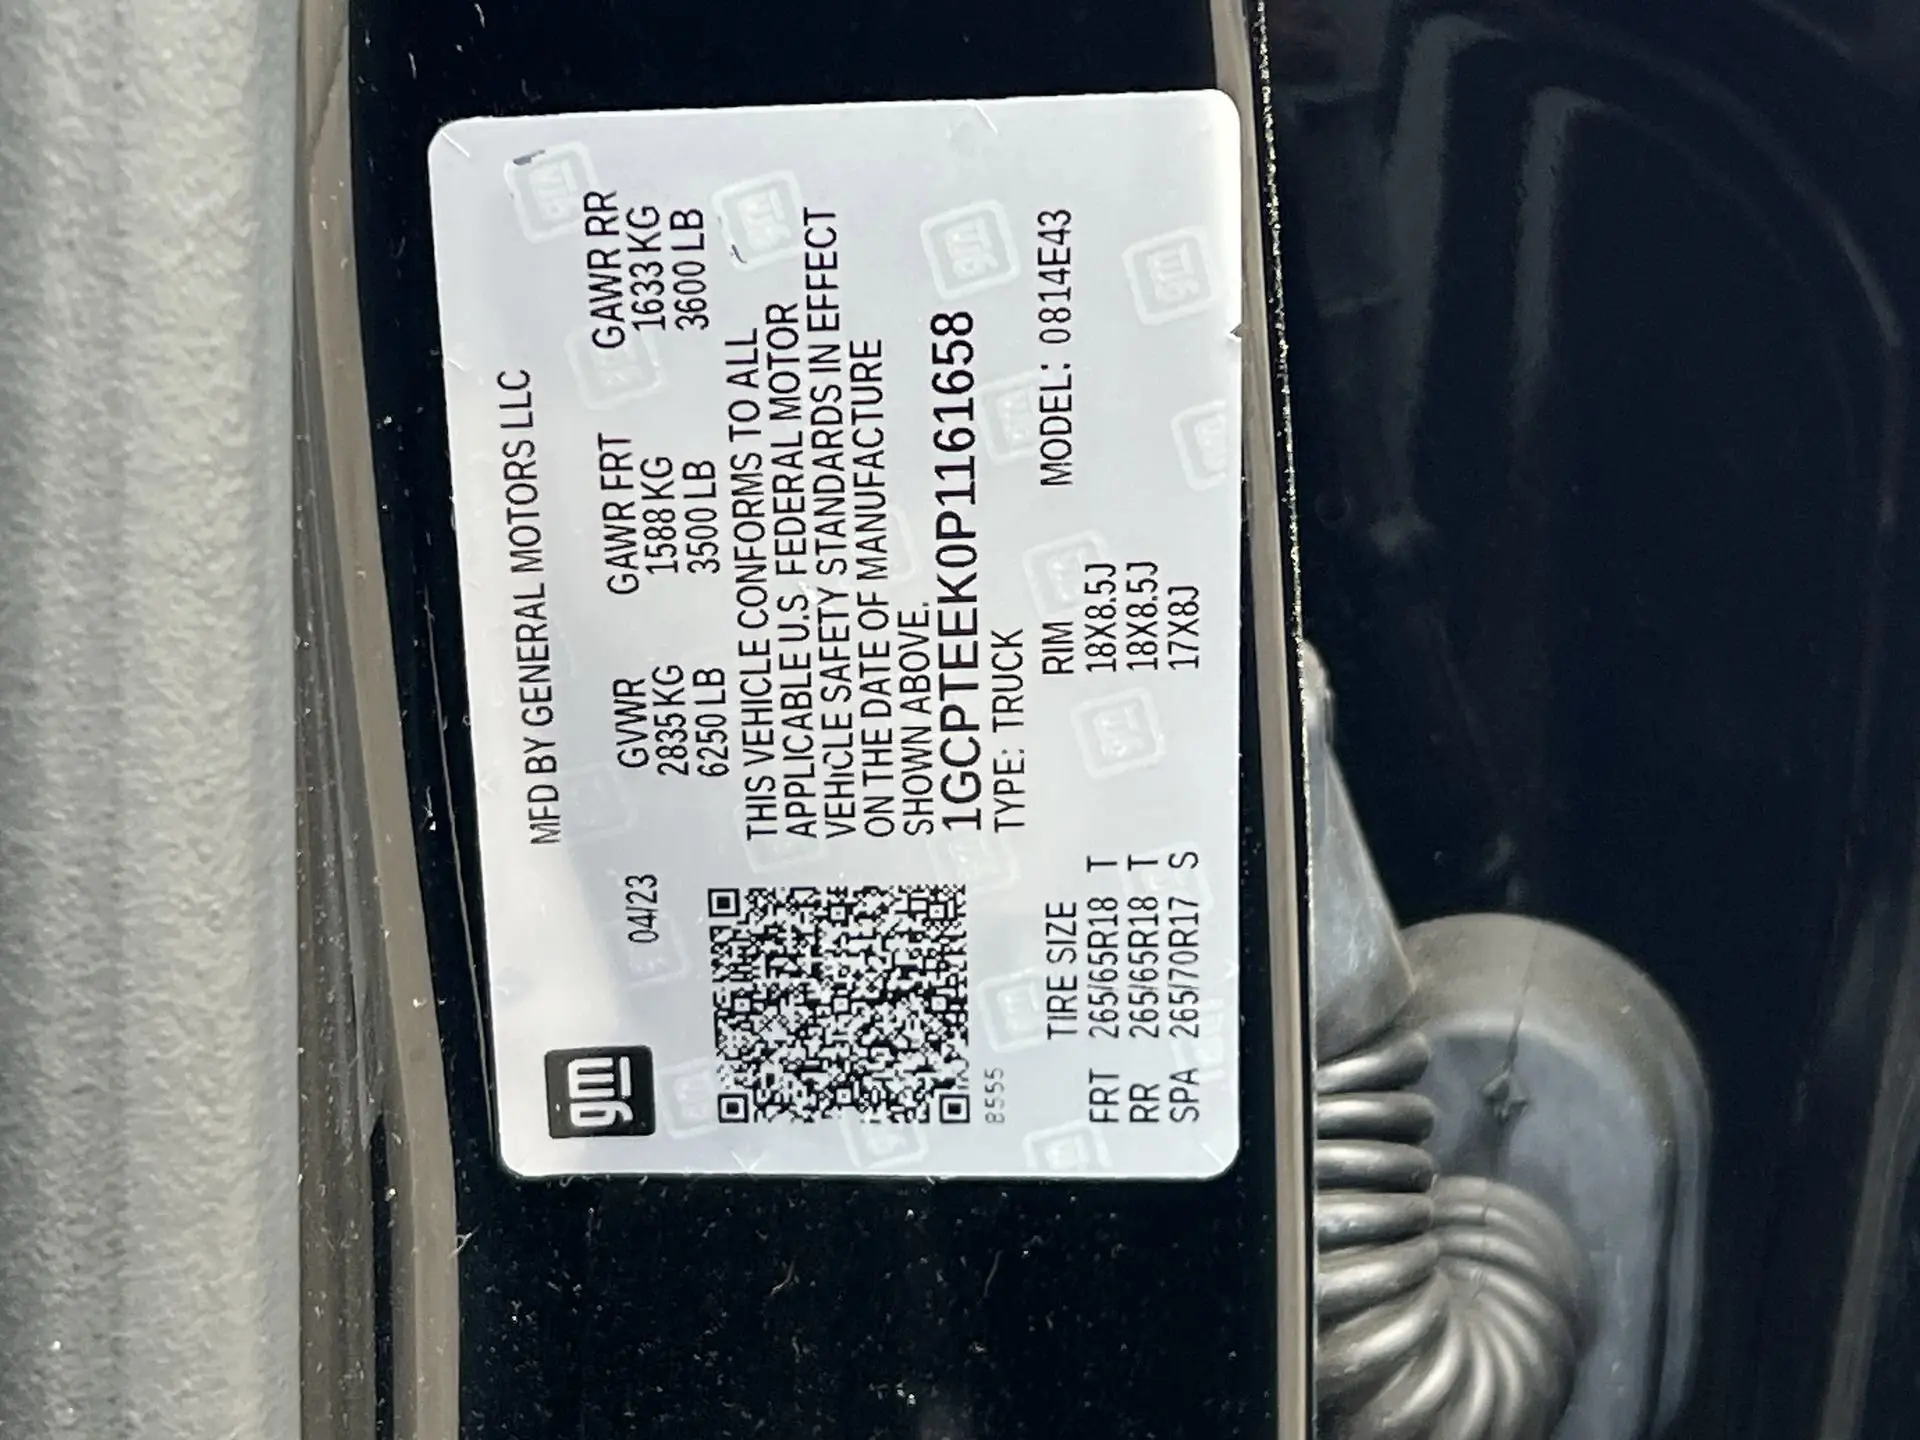 gm
MFD BY GENERAL MOTORS LLC
04/23
GVWR GAWR FRT GAWR RR
2835 KG 1588 KG 1633 KG
6250 LB 3500 LB 3600 LB
THIS VEHICLE CONFORMS TO ALL
APPLICABLE U.S. FEDERAL MOTOR
VEHICLE SAFETY STANDARDS IN EFFECT
ON THE DATE OF MANUFACTURE
SHOWN ABOVE.
1GCPTEEK0P1161658
TYPE: TRUCK
8555
MODEL: 0814E43
TIRE SIZE RIM
FRT 265/65R18 T 18X8.5J
RR 265/65R18 T 18X8.5J
SPA 265/70R17 S 17X8J